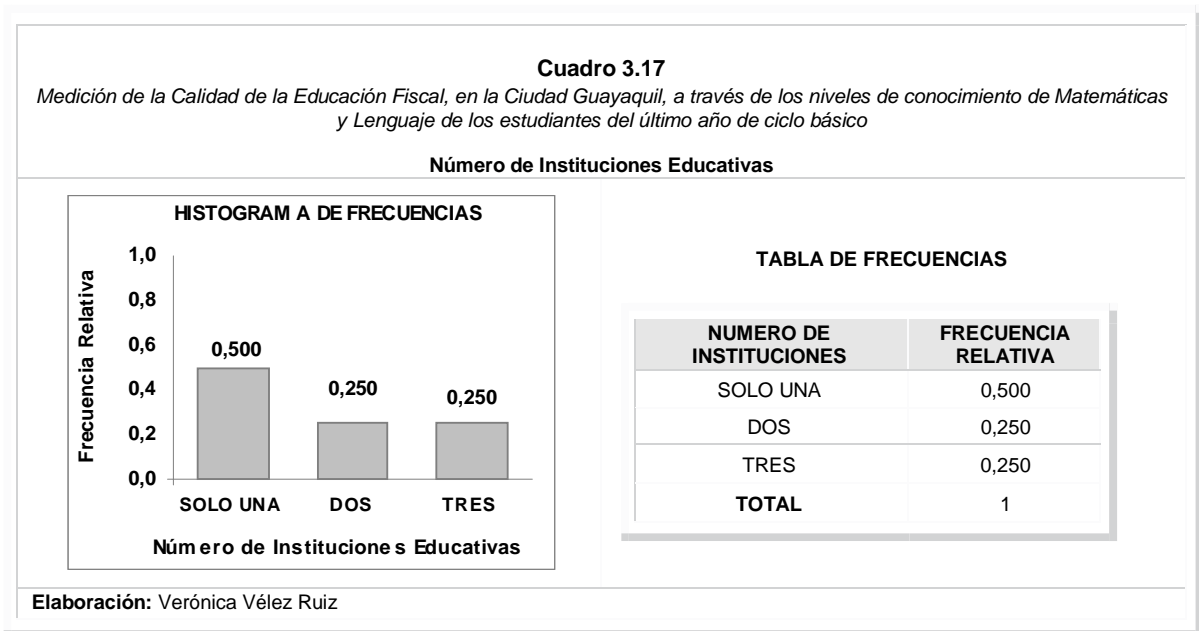 Cuadro 3.17
Medición de la Calidad de la Educación Fiscal, en la Ciudad Guayaquil, a través de los niveles de conocimiento de Matemáticas
y Lenguaje de los estudiantes del último año de ciclo básico
Número de Instituciones Educativas
HISTOGRAM A DE FRECUENCIAS
Frecuencia Relativa
1,0
0,8
0,6
0,4
0,2
0,0
0,500
0,250
0,250
SOLO UNA DOS TRES
Núm ero de Institucione s Educativas
TABLA DE FRECUENCIAS
NUMERO DE INSTITUCIONES FRECUENCIA RELATIVA
SOLO UNA 0,500
DOS 0,250
TRES 0,250
TOTAL 1
Elaboración: Verónica Vélez Ruiz